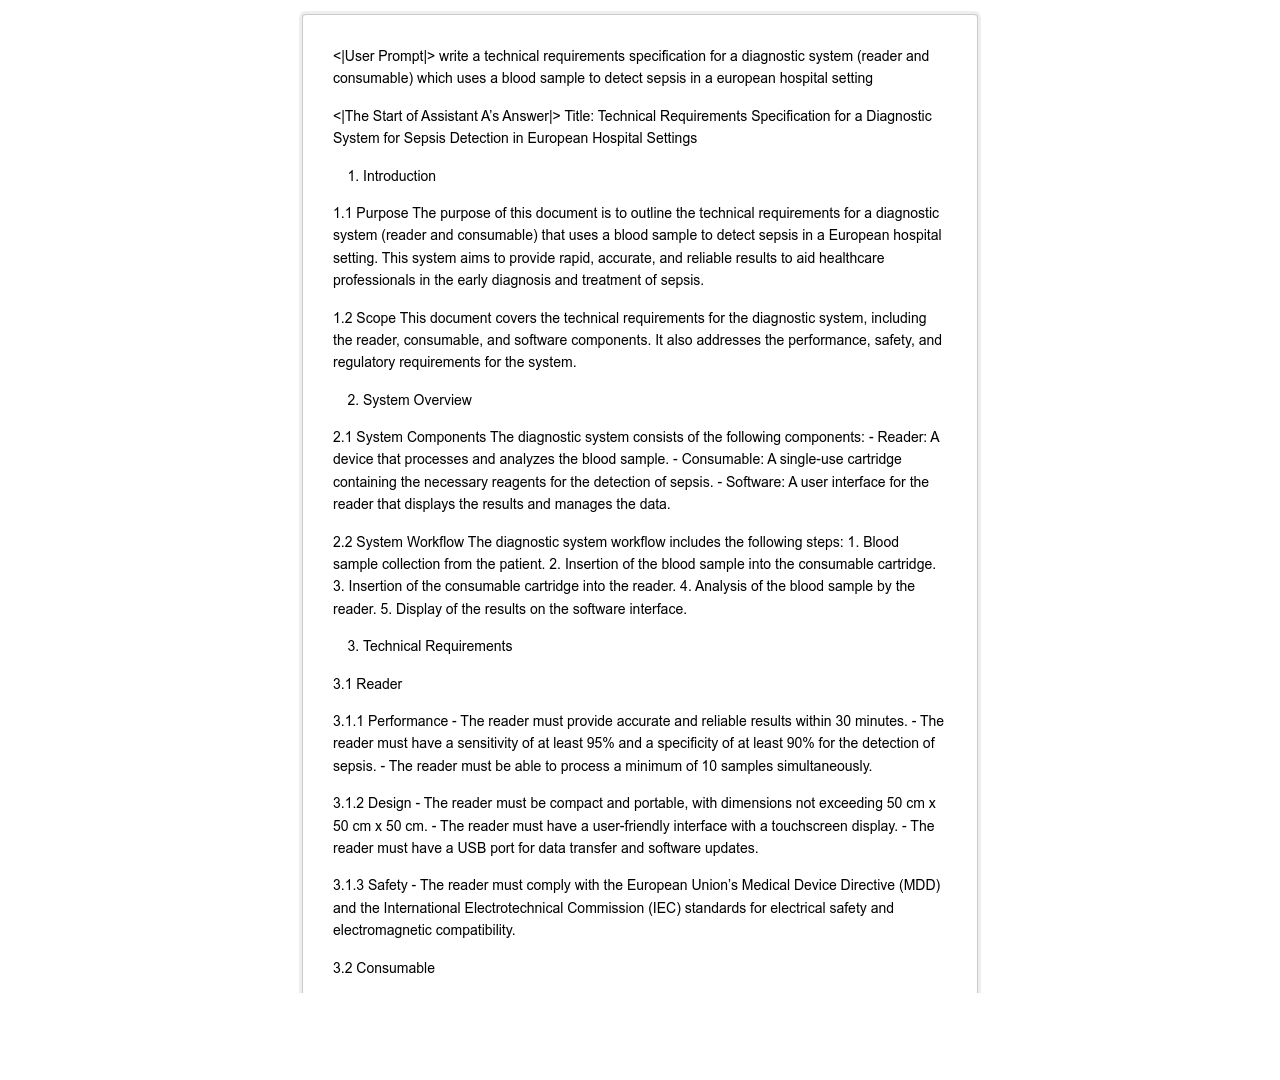 <|User Prompt|> write a technical requirements specification for a diagnostic system (reader and
consumable) which uses a blood sample to detect sepsis in a european hospital setting
<|The Start of Assistant A’s Answer|> Title: Technical Requirements Specification for a Diagnostic
System for Sepsis Detection in European Hospital Settings
1. Introduction
1.1 Purpose The purpose of this document is to outline the technical requirements for a diagnostic
system (reader and consumable) that uses a blood sample to detect sepsis in a European hospital
setting. This system aims to provide rapid, accurate, and reliable results to aid healthcare
professionals in the early diagnosis and treatment of sepsis.
1.2 Scope This document covers the technical requirements for the diagnostic system, including
the reader, consumable, and software components. It also addresses the performance, safety, and
regulatory requirements for the system.
2. System Overview
2.1 System Components The diagnostic system consists of the following components: - Reader: A
device that processes and analyzes the blood sample. - Consumable: A single-use cartridge
containing the necessary reagents for the detection of sepsis. - Software: A user interface for the
reader that displays the results and manages the data.
2.2 System Workflow The diagnostic system workflow includes the following steps: 1. Blood
sample collection from the patient. 2. Insertion of the blood sample into the consumable cartridge.
3. Insertion of the consumable cartridge into the reader. 4. Analysis of the blood sample by the
reader. 5. Display of the results on the software interface.
3. Technical Requirements
3.1 Reader
3.1.1 Performance - The reader must provide accurate and reliable results within 30 minutes. - The
reader must have a sensitivity of at least 95% and a specificity of at least 90% for the detection of
sepsis. - The reader must be able to process a minimum of 10 samples simultaneously.
3.1.2 Design - The reader must be compact and portable, with dimensions not exceeding 50 cm x
50 cm x 50 cm. - The reader must have a user-friendly interface with a touchscreen display. - The
reader must have a USB port for data transfer and software updates.
3.1.3 Safety - The reader must comply with the European Union’s Medical Device Directive (MDD)
and the International Electrotechnical Commission (IEC) standards for electrical safety and
electromagnetic compatibility.
3.2 Consumable